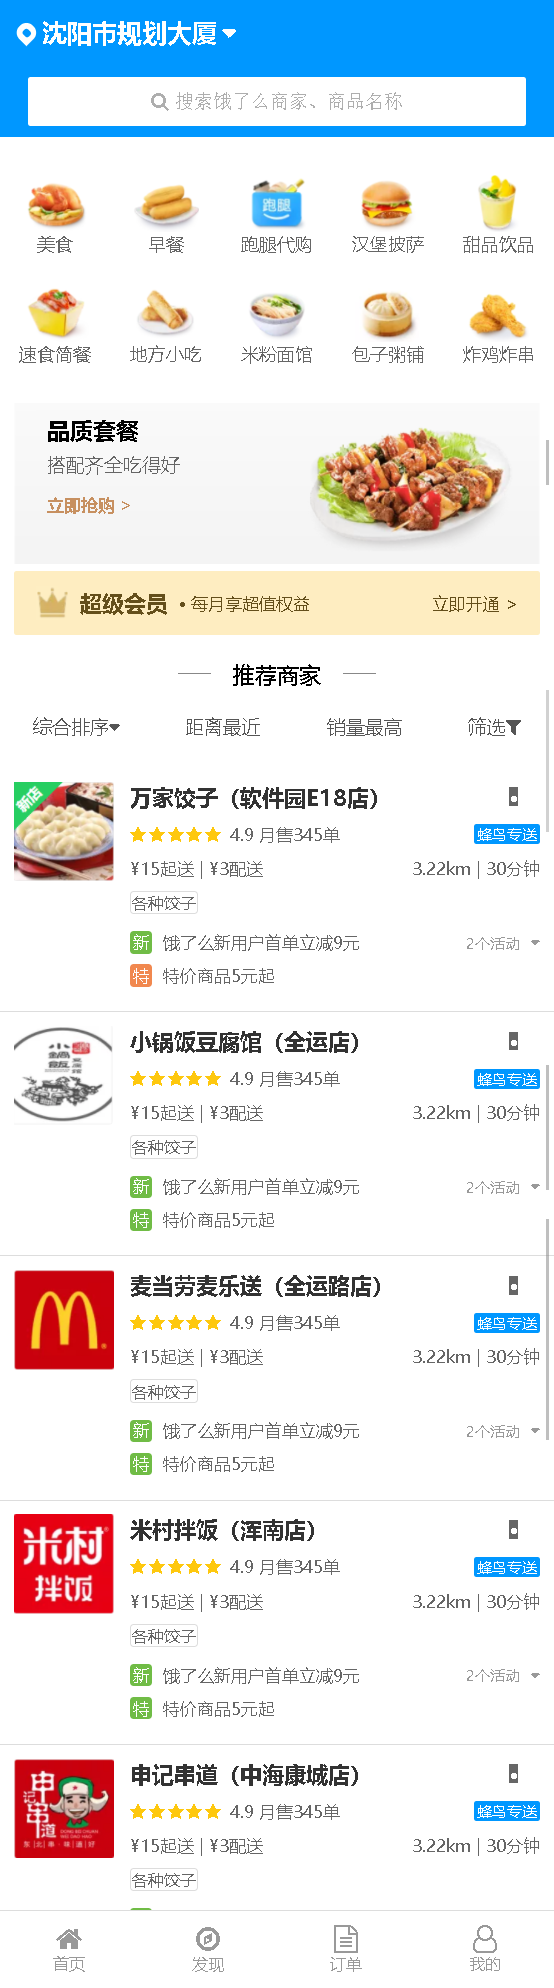 沈阳市规划大厦
搜索饿了么商家、商品名称
跑腿
美食 早餐 跑腿代购 汉堡披萨 甜品饮品
速食简餐 地方小吃 米粉面馆 包子粥铺 炸鸡炸串
品质套餐
搭配齐全吃得好
立即抢购 >
超级会员 • 每月享超值权益 立即开通 >
推荐商家
综合排序 距离最近 销量最高 筛选
新店
万家饺子（软件园E18店）
4.9 月售345单 蜂鸟专送
¥15起送 | ¥3配送 3.22km | 30分钟
各种饺子
新 饿了么新用户首单立减9元 2个活动
特 特价商品5元起
小锅饭豆腐馆（全运店）
4.9 月售345单 蜂鸟专送
¥15起送 | ¥3配送 3.22km | 30分钟
各种饺子
新 饿了么新用户首单立减9元 2个活动
特 特价商品5元起
麦当劳麦乐送（全运路店）
4.9 月售345单 蜂鸟专送
¥15起送 | ¥3配送 3.22km | 30分钟
各种饺子
新 饿了么新用户首单立减9元 2个活动
特 特价商品5元起
米村
拌饭
米村拌饭（浑南店）
4.9 月售345单 蜂鸟专送
¥15起送 | ¥3配送 3.22km | 30分钟
各种饺子
新 饿了么新用户首单立减9元 2个活动
特 特价商品5元起
申记串道
申记串道（中海康城店）
4.9 月售345单 蜂鸟专送
¥15起送 | ¥3配送 3.22km | 30分钟
各种饺子
首页 发现 订单 我的